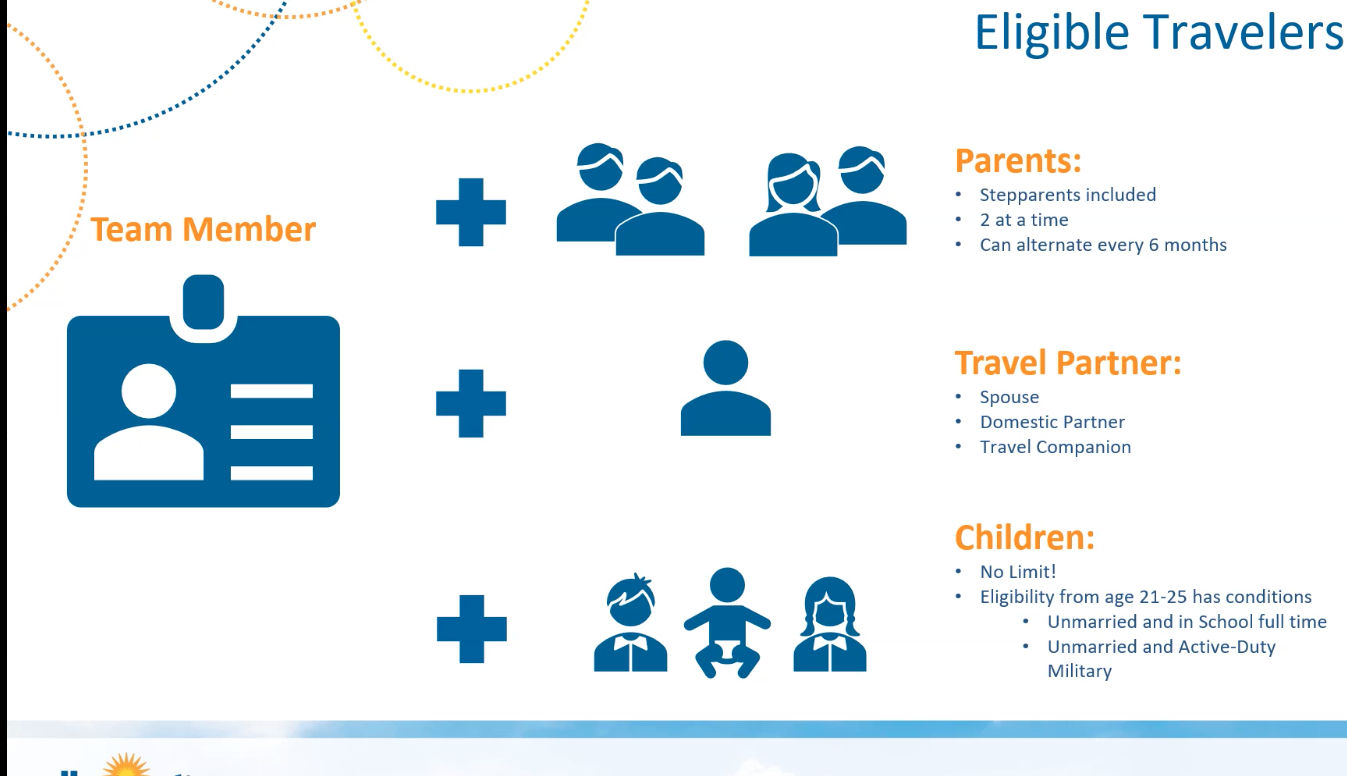 Eligible Travelers
Team Member
Parents:
• Stepparents included
• 2 at a time
• Can alternate every 6 months
Travel Partner:
• Spouse
• Domestic Partner
• Travel Companion
Children:
• No Limit!
• Eligibility from age 21-25 has conditions
• Unmarried and in School full time
• Unmarried and Active-Duty
Military